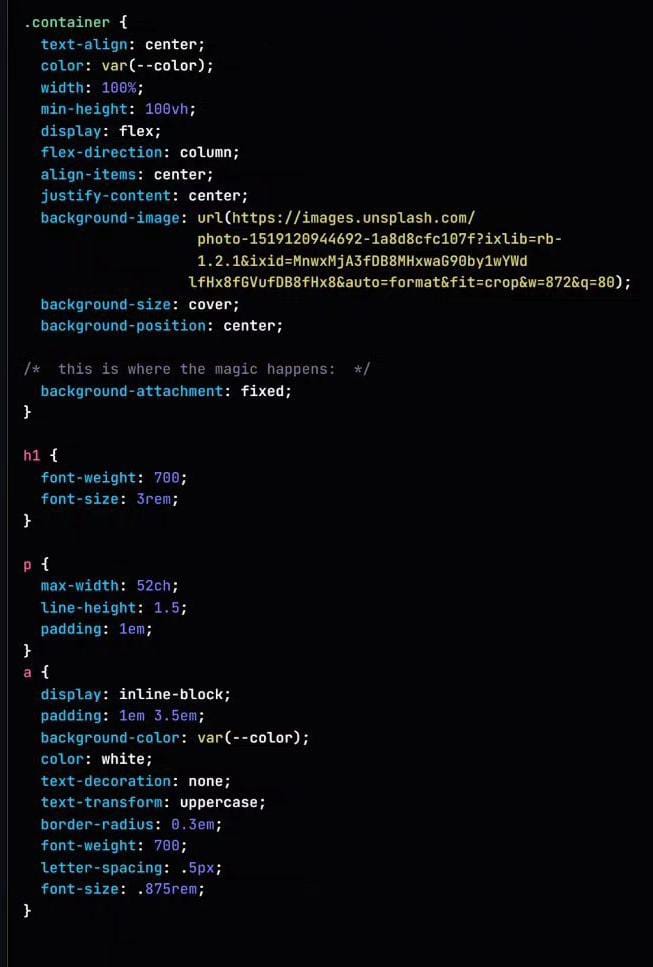 .container {
text-align: center;
color: var(--color);
width: 100%;
min-height: 100vh;
display: flex;
flex-direction: column;
align-items: center;
justify-content: center;
background-image: url(https://images.unsplash.com/
photo-1519120944692-1a8d8cfc107f?ixlib=rb-
1.2.1&ixid=MnwxMjA3fDB8MHxwaG90by1wYWd
lfHx8fGVufDB8fHx8&auto=format&fit=crop&w=872&q=80);
background-size: cover;
background-position: center;
/*  this is where the magic happens:  */
background-attachment: fixed;
}
h1 {
font-weight: 700;
font-size: 3rem;
}
p {
max-width: 52ch;
line-height: 1.5;
padding: 1em;
}
a {
display: inline-block;
padding: 1em 3.5em;
background-color: var(--color);
color: white;
text-decoration: none;
text-transform: uppercase;
border-radius: 0.3em;
font-weight: 700;
letter-spacing: .5px;
font-size: .875rem;
}